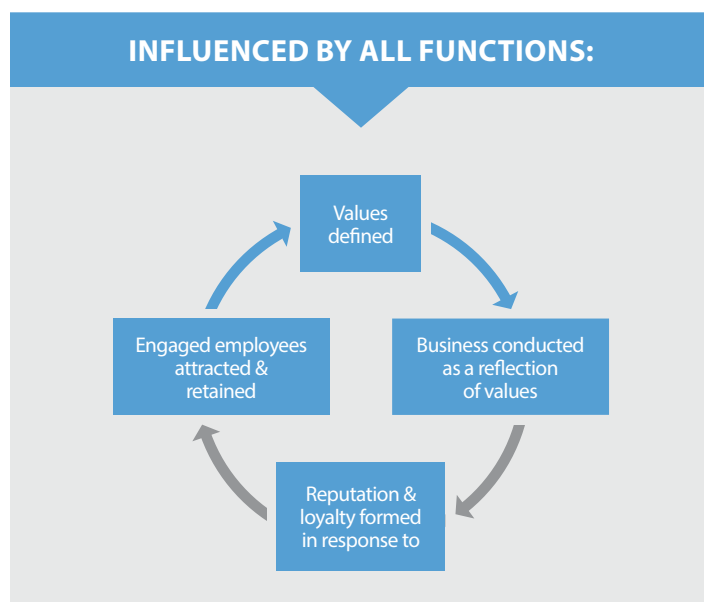 INFLUENCED BY ALL FUNCTIONS:
Values
defined
Business conducted
as a reflection
of values
Reputation &
loyalty formed
in response to
Engaged employees
attracted &
retained